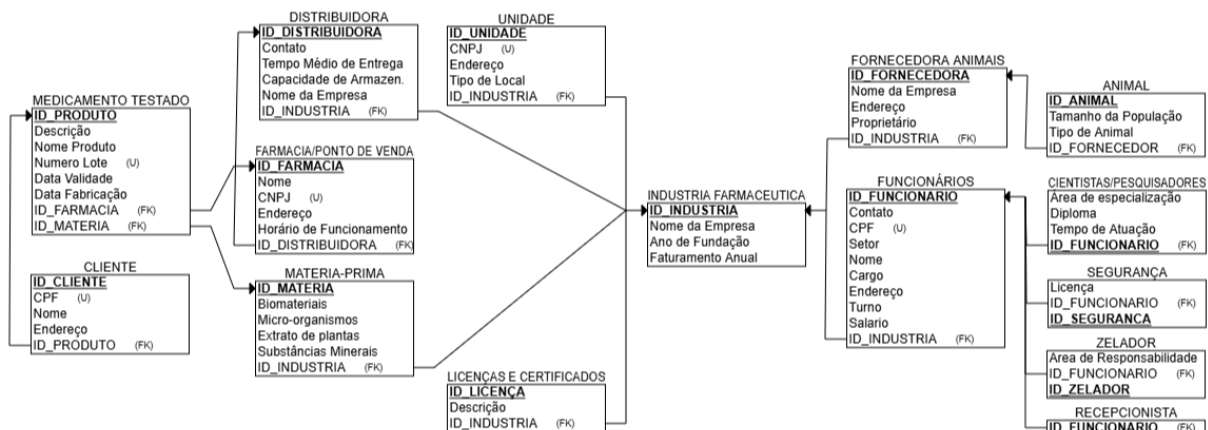 DISTRIBUIDORA
ID_DISTRIBUIDORA
Contato
Tempo Médio de Entrega
Capacidade de Armazen.
Nome da Empresa
ID_INDUSTRIA (FK)
UNIDADE
ID_UNIDADE
CNPJ (U)
Endereço
Tipo de Local
ID_INDUSTRIA (FK)
MEDICAMENTO TESTADO
ID_PRODUTO
Descrição
Nome Produto
Numero Lote (U)
Data Validade
Data Fabricação
ID_FARMACIA (FK)
ID_MATERIA (FK)
FARMACIA/PONTO DE VENDA
ID_FARMACIA
Nome
CNPJ (U)
Endereço
Horário de Funcionamento
ID_DISTRIBUIDORA (FK)
CLIENTE
ID_CLIENTE
CPF (U)
Nome
Endereço
ID_PRODUTO (FK)
MATERIA-PRIMA
ID_MATERIA
Biomateriais
Micro-organismos
Extrato de plantas
Substâncias Minerais
ID_INDUSTRIA (FK)
LICENÇAS E CERTIFICADOS
ID_LICENÇA
Descrição
ID_INDUSTRIA (FK)
INDUSTRIA FARMACEUTICA
ID_INDUSTRIA
Nome da Empresa
Ano de Fundação
Faturamento Anual
FORNECEDORA ANIMAIS
ID_FORNECEDORA
Nome da Empresa
Endereço
Proprietário
ID_INDUSTRIA (FK)
ANIMAL
ID_ANIMAL
Tamanho da População
Tipo de Animal
ID_FORNECEDOR (FK)
FUNCIONÁRIOS
ID_FUNCIONARIO
Contato
CPF (U)
Setor
Nome
Cargo
Endereço
Turno
Salario
ID_INDUSTRIA (FK)
CIENTISTAS/PESQUISADORES
Área de especialização
Diploma
Tempo de Atuação
ID_FUNCIONARIO (FK)
SEGURANÇA
Licença
ID_FUNCIONARIO (FK)
ID_SEGURANCA
ZELADOR
Area de Responsabilidade
ID_FUNCIONARIO (FK)
ID_ZELADOR
RECEPCIONISTA
ID_FUNCIONARIO (FK)